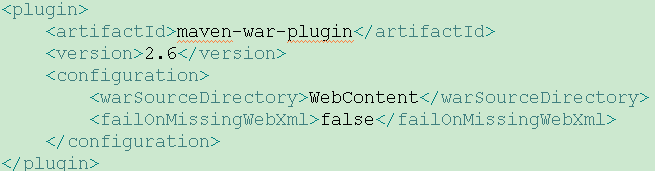 <plugin>
<artifactId>maven-war-plugin</artifactId>
<version>2.6</version>
<configuration>
<warSourceDirectory>WebContent</warSourceDirectory>
<failOnMissingWebXml>false</failOnMissingWebXml>
</configuration>
</plugin>